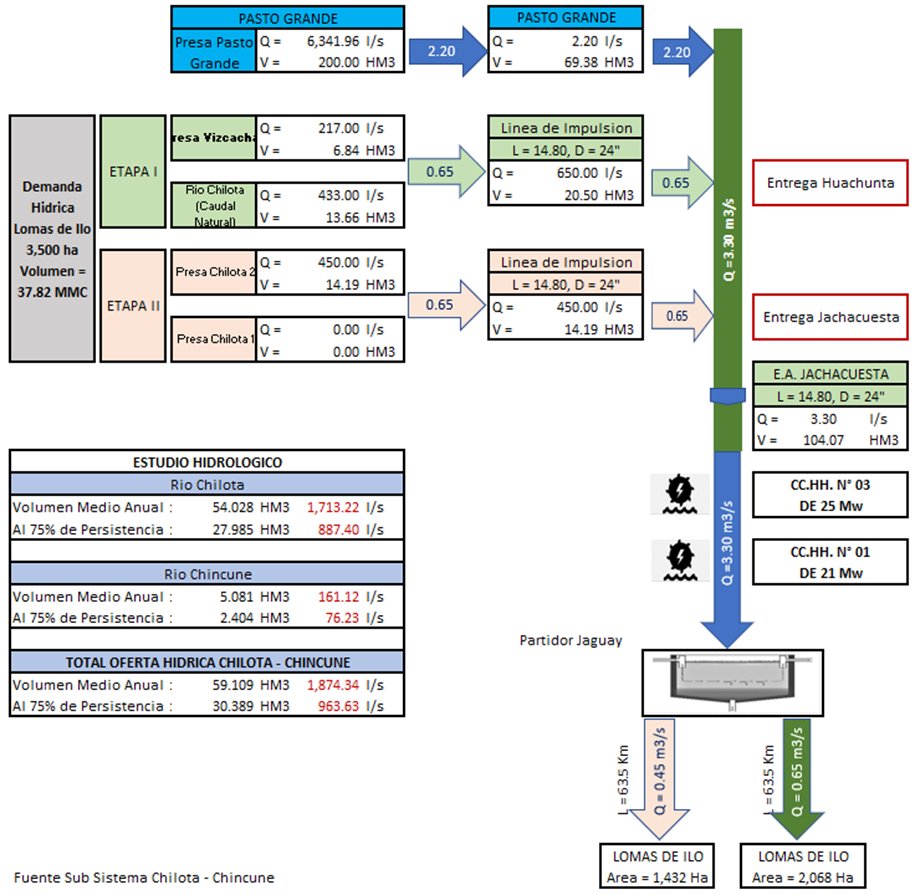 PASTO GRANDE
Presa Pasto Grande
Q = 6,341.96 l/s
V = 200.00 HM3
2.20
PASTO GRANDE
Q = 2.20 l/s
V = 69.38 HM3
2.20
Demanda
Hidrica
Lomas de Ilo
3,500 ha
Volumen =
37.82 MMC
ETAPA I
resa Vizcacha
Q = 217.00 l/s
V = 6.84 HM3
Rio Chilota
(Caudal
Natural)
Q = 433.00 l/s
V = 13.66 HM3
0.65
Linea de Impulsion
L = 14.80, D = 24"
Q = 650.00 l/s
V = 20.50 HM3
0.65
Entrega Huachunta
ETAPA II
Presa Chilota 2
Q = 450.00 l/s
V = 14.19 HM3
Presa Chilota 1
Q = 0.00 l/s
V = 0.00 HM3
0.65
Linea de Impulsion
L = 14.80, D = 24"
Q = 450.00 l/s
V = 14.19 HM3
0.65
Entrega Jachacuesta
Q =3.30 m3/s
E.A. JACHACUESTA
L = 14.80, D = 24"
Q = 3.30 l/s
V = 104.07 HM3
ESTUDIO HIDROLOGICO
Rio Chilota
Volumen Medio Anual : 54.028 HM3 1,713.22 l/s
Al 75% de Persistencia : 27.985 HM3 887.40 l/s
Rio Chincune
Volumen Medio Anual : 5.081 HM3 161.12 l/s
Al 75% de Persistencia : 2.404 HM3 76.23 l/s
TOTAL OFERTA HIDRICA CHILOTA - CHINCUNE
Volumen Medio Anual : 59.109 HM3 1,874.34 l/s
Al 75% de Persistencia : 30.389 HM3 963.63 l/s
Q =3.30 m3/s
CC.HH. N° 03
DE 25 Mw
CC.HH. N° 01
DE 21 Mw
Partidor Jaguay
L = 63.5 Km
Q = 0.45 m3/s
L = 63.5 Km
Q = 0.65 m3/s
LOMAS DE ILO
Area = 1,432 Ha
LOMAS DE ILO
Area = 2,068 Ha
Fuente Sub Sistema Chilota - Chincune